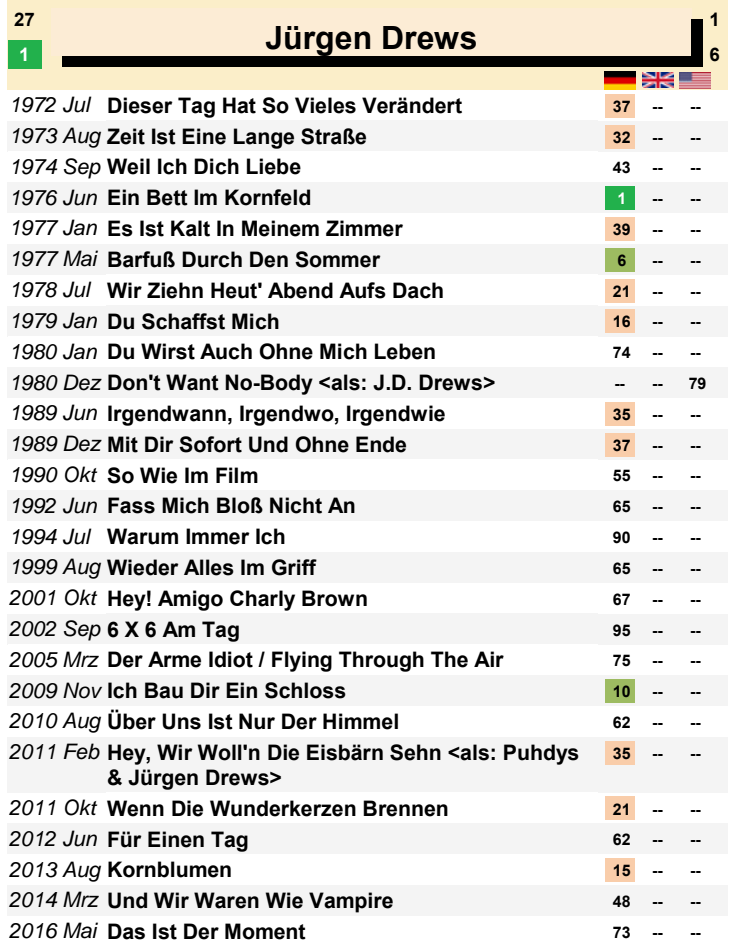 27
1
Jürgen Drews
1
6
1972 Jul Dieser Tag Hat So Vieles Verändert 37 -- --
1973 Aug Zeit Ist Eine Lange Straße 32 -- --
1974 Sep Weil Ich Dich Liebe 43 -- --
1976 Jun Ein Bett Im Kornfeld 1 -- --
1977 Jan Es Ist Kalt In Meinem Zimmer 39 -- --
1977 Mai Barfuß Durch Den Sommer 6 -- --
1978 Jul Wir Ziehn Heut' Abend Aufs Dach 21 -- --
1979 Jan Du Schaffst Mich 16 -- --
1980 Jan Du Wirst Auch Ohne Mich Leben 74 -- --
1980 Dez Don't Want No-Body <als: J.D. Drews> -- -- 79
1989 Jun Irgendwann, Irgendwo, Irgendwie 35 -- --
1989 Dez Mit Dir Sofort Und Ohne Ende 37 -- --
1990 Okt So Wie Im Film 55 -- --
1992 Jun Fass Mich Bloß Nicht An 65 -- --
1994 Jul Warum Immer Ich 90 -- --
1999 Aug Wieder Alles Im Griff 65 -- --
2001 Okt Hey! Amigo Charly Brown 67 -- --
2002 Sep 6 X 6 Am Tag 95 -- --
2005 Mrz Der Arme Idiot / Flying Through The Air 75 -- --
2009 Nov Ich Bau Dir Ein Schloss 10 -- --
2010 Aug Über Uns Ist Nur Der Himmel 62 -- --
2011 Feb Hey, Wir Woll'n Die Eisbärn Sehn <als: Puhdys 35 -- --
& Jürgen Drews>
2011 Okt Wenn Die Wunderkerzen Brennen 21 -- --
2012 Jun Für Einen Tag 62 -- --
2013 Aug Kornblumen 15 -- --
2014 Mrz Und Wir Waren Wie Vampire 48 -- --
2016 Mai Das Ist Der Moment 73 -- --